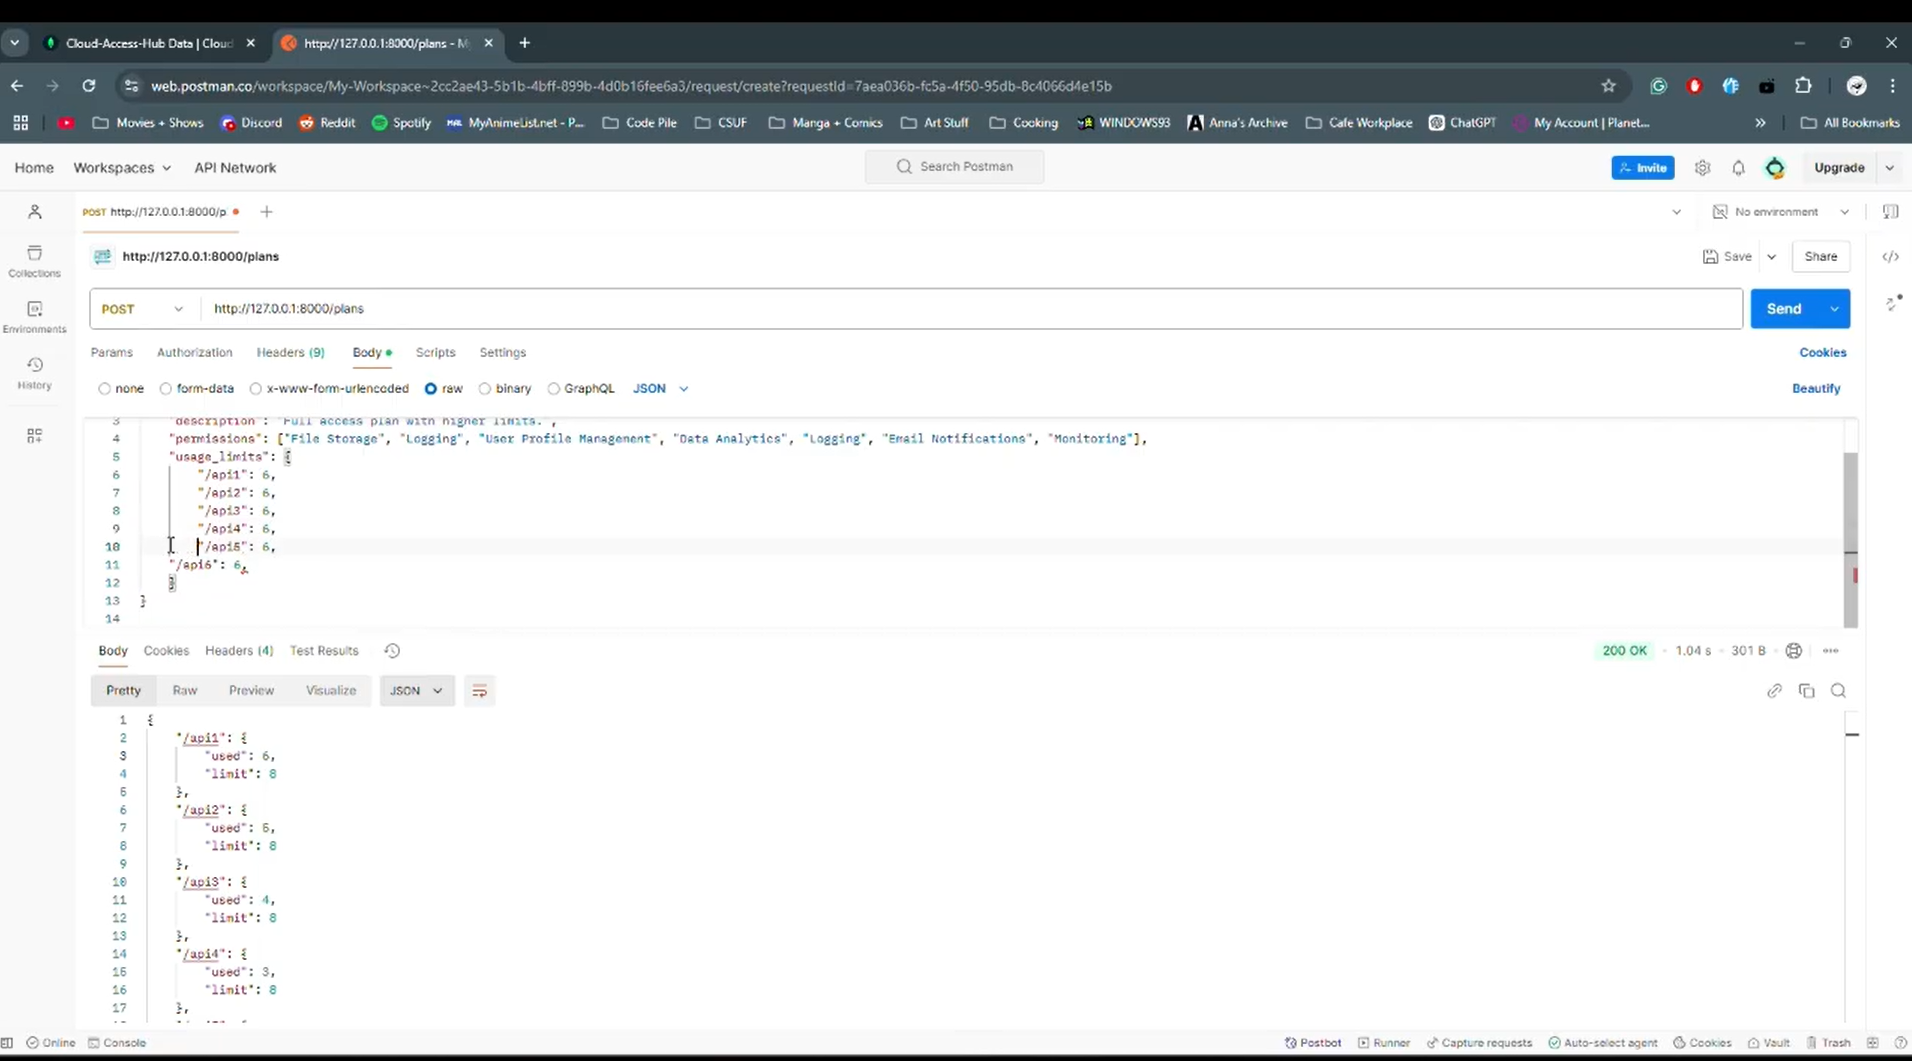 Cloud-Access-Hub Data | Cloud
http://127.0.0.1:8000/plans - M
web.postman.co/workspace/My-Workspace~2cc2ae43-5b1b-4bff-899b-4d0b16fee6a3/request/create?requestId=7aea036b-fc5a-4f50-95db-8c4066d4e15b
Movies + Shows Discord Reddit Spotify MyAnimeList.net - P... Code Pile CSUF Manga + Comics Art Stuff Cooking WINDOWS93 Anna's Archive Cafe Workplace ChatGPT My Account | Planet... » All Bookmarks
Home Workspaces API Network Search Postman Invite Upgrade
POST http://127.0.0.1:8000/p No environment
Collections
Environments
History
http://127.0.0.1:8000/plans Save Share
POST http://127.0.0.1:8000/plans Send
Params Authorization Headers (9) Body Scripts Settings Cookies
none form-data x-www-form-urlencoded raw binary GraphQL JSON Beautify
3 "description": "Full access plan with higher limits.",
4 "permissions": ["File Storage", "Logging", "User Profile Management", "Data Analytics", "Logging", "Email Notifications", "Monitoring"],
5 "usage_limits": {
6 "/api1": 6,
7 "/api2": 6,
8 "/api3": 6,
9 "/api4": 6,
10 "/api5": 6,
11 "/api6": 6,
12 }
13 }
14
Body Cookies Headers (4) Test Results 200 OK 1.04 s 301 B
Pretty Raw Preview Visualize JSON
1 {
2 "/api1": {
3 "used": 6,
4 "limit": 8
5 },
6 "/api2": {
7 "used": 5,
8 "limit": 8
9 },
10 "/api3": {
11 "used": 4,
12 "limit": 8
13 },
14 "/api4": {
15 "used": 3,
16 "limit": 8
17 },
Online Console Postbot Runner Capture requests Auto-select agent Cookies Vault Trash